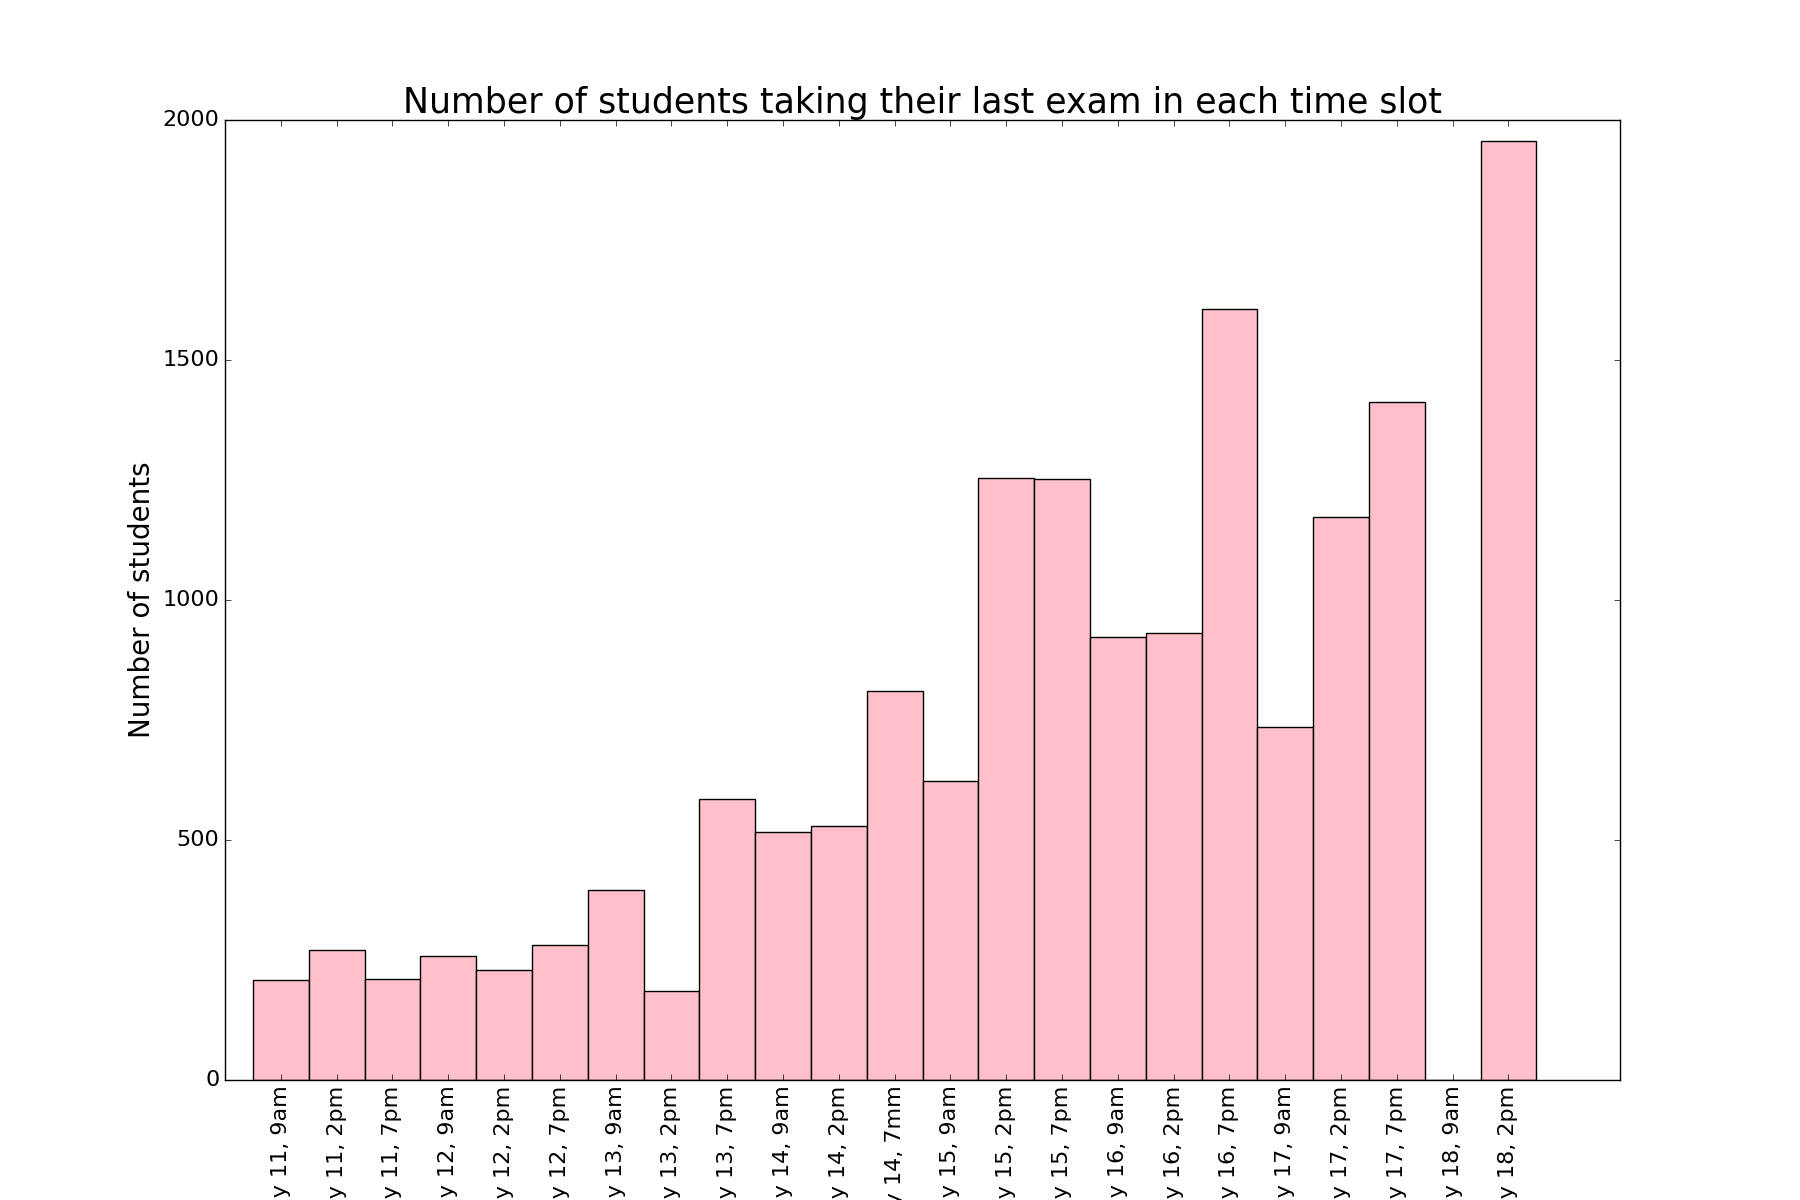 Number of students taking their last exam in each time slot
Number of students
2000
1500
1000
500
0
y 11, 9am
y 11, 2pm
y 11, 7pm
y 12, 9am
y 12, 2pm
y 12, 7pm
y 13, 9am
y 13, 2pm
y 13, 7pm
y 14, 9am
y 14, 2pm
y 14, 7mm
y 15, 9am
y 15, 2pm
y 15, 7pm
y 16, 9am
y 16, 2pm
y 16, 7pm
y 17, 9am
y 17, 2pm
y 17, 7pm
y 18, 9am
y 18, 2pm